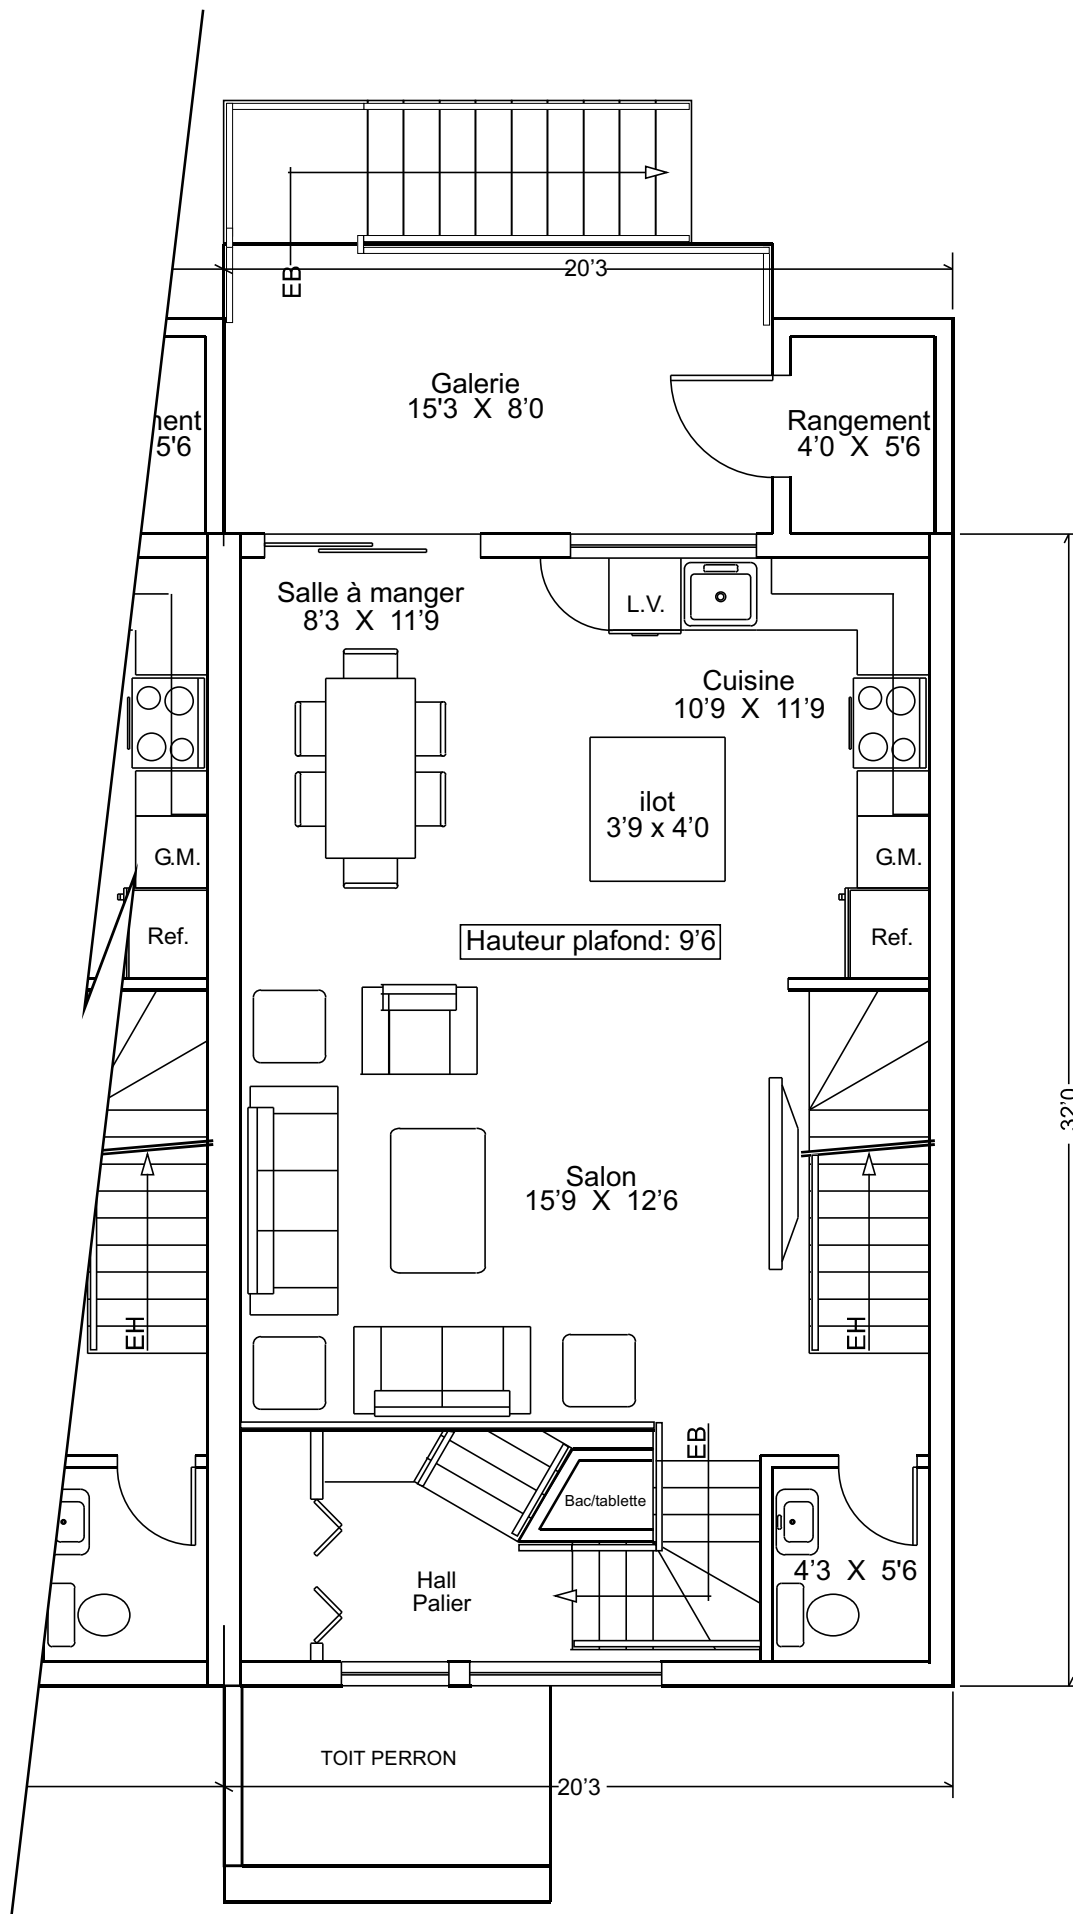 EB
20'3
Galerie
15'3 X 8'0
Rangement
4'0 X 5'6
5'6
Salle à manger
8'3 X 11'9
L.V.
Cuisine
10'9 X 11'9
ilot
3'9 x 4'0
G.M.
G.M.
Hauteur plafond: 9'6
Ref.
Ref.
32'0
Salon
15'9 X 12'6
EH
EH
EB
Bac/tablette
4'3 X 5'6
Hall
Palier
TOIT PERRON
20'3